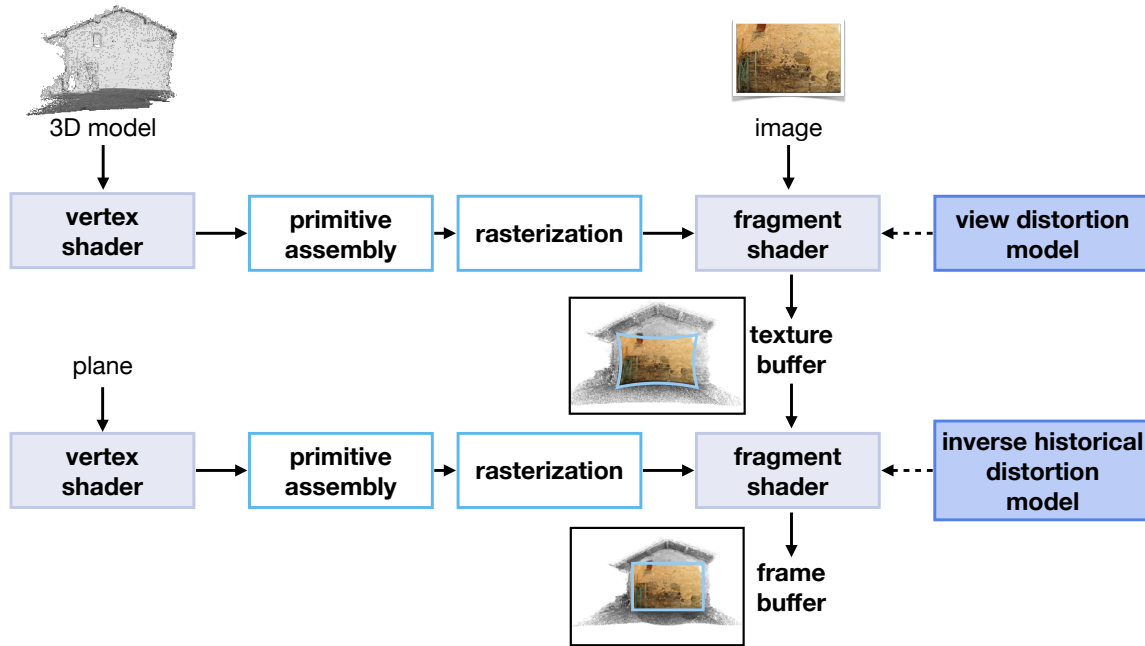 3D model
image
vertex
shader
primitive
assembly
rasterization
fragment
shader
view distortion
model
texture
buffer
plane
vertex
shader
primitive
assembly
rasterization
fragment
shader
inverse historical
distortion
model
frame
buffer